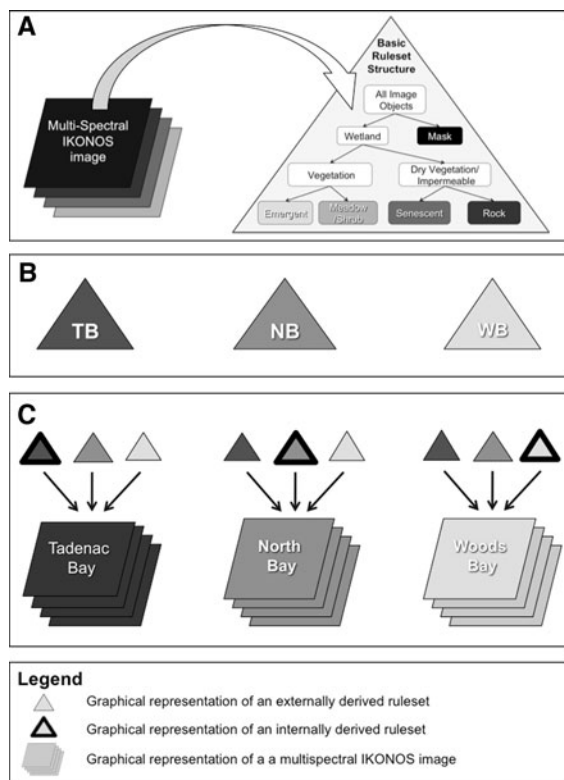 A
Basic
Ruleset
Structure
Multi-Spectral
IKONOS
image
All Image
Objects
Wetland
Mask
Vegetation
Dry Vegetation/
Impermeable
Emergent
Meadow
/Shrub
Senescent
Rock
B
TB
NB
WB
C
Tadenac
Bay
North
Bay
Woods
Bay
Legend
Graphical representation of an externally derived ruleset
Graphical representation of an internally derived ruleset
Graphical representation of a a multispectral IKONOS image